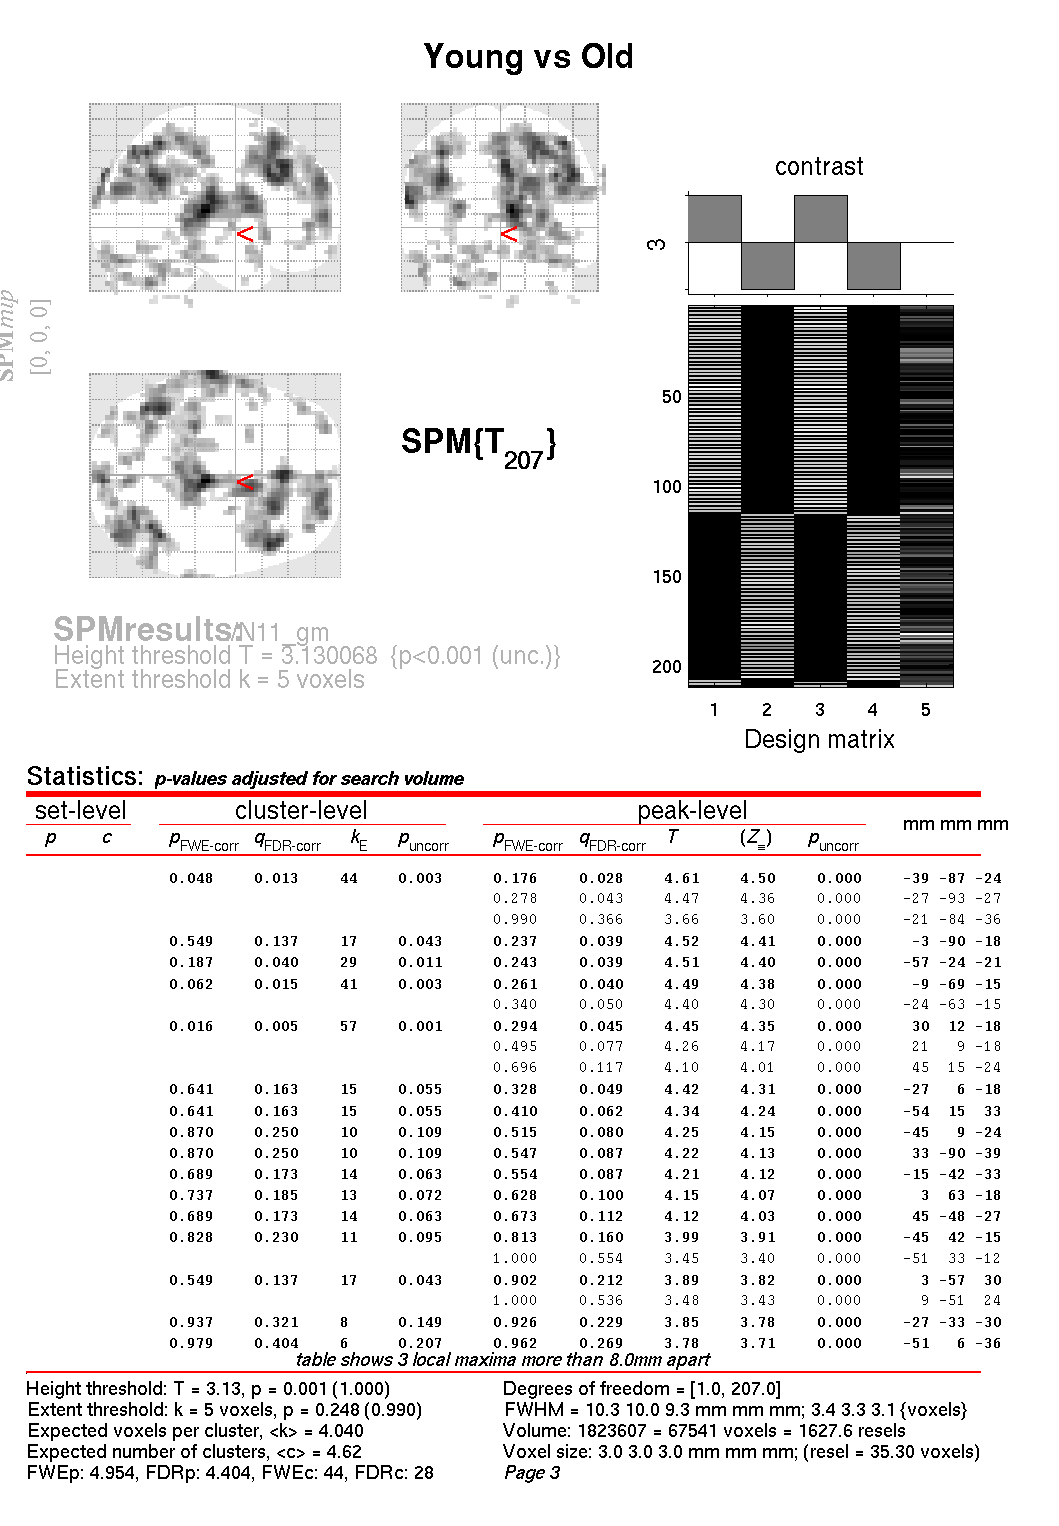 Young vs Old
contrast
3
SPMmip
[0, 0, 0]
<
<
<
SPM{T207}
50
100
150
200
1 2 3 4 5
Design matrix
SPMresults: ./N11_gm
Height threshold T = 3.130068 {p<0.001 (unc.)}
Extent threshold k = 5 voxels
Statistics: p-values adjusted for search volume
set-level cluster-level peak-level
p c pFWE-corr qFDR-corr kE puncorr pFWE-corr qFDR-corr T (Z≡) puncorr mm mm mm
0.048 0.013 44 0.003 0.176 0.028 4.61 4.50 0.000 -39 -87 -24
0.278 0.043 4.47 4.36 0.000 -27 -93 -27
0.990 0.366 3.66 3.60 0.000 -21 -84 -36
0.549 0.137 17 0.043 0.237 0.039 4.52 4.41 0.000 -3 -90 -18
0.187 0.040 29 0.011 0.243 0.039 4.51 4.40 0.000 -57 -24 -21
0.062 0.015 41 0.003 0.261 0.040 4.49 4.38 0.000 -9 -69 -15
0.340 0.050 4.40 4.30 0.000 -24 -63 -15
0.016 0.005 57 0.001 0.294 0.045 4.45 4.35 0.000 30 12 -18
0.495 0.077 4.26 4.17 0.000 21 9 -18
0.696 0.117 4.10 4.01 0.000 45 15 -24
0.641 0.163 15 0.055 0.328 0.049 4.42 4.31 0.000 -27 6 -18
0.641 0.163 15 0.055 0.410 0.062 4.34 4.24 0.000 -54 15 33
0.870 0.250 10 0.109 0.515 0.080 4.25 4.15 0.000 -45 9 -24
0.870 0.250 10 0.109 0.547 0.087 4.22 4.13 0.000 33 -90 -39
0.689 0.173 14 0.063 0.554 0.087 4.21 4.12 0.000 -15 -42 -33
0.737 0.185 13 0.072 0.628 0.100 4.15 4.07 0.000 3 63 -18
0.689 0.173 14 0.063 0.673 0.112 4.12 4.03 0.000 45 -48 -27
0.828 0.230 11 0.095 0.813 0.160 3.99 3.91 0.000 -45 42 -15
1.000 0.554 3.45 3.40 0.000 -51 33 -12
0.549 0.137 17 0.043 0.902 0.212 3.89 3.82 0.000 3 -57 30
1.000 0.536 3.48 3.43 0.000 9 -51 24
0.937 0.321 8 0.149 0.926 0.229 3.85 3.78 0.000 -27 -33 -30
0.979 0.404 6 0.207 0.962 0.269 3.78 3.71 0.000 -51 6 -36
table shows 3 local maxima more than 8.0mm apart
Height threshold: T = 3.13, p = 0.001 (1.000)
Extent threshold: k = 5 voxels, p = 0.248 (0.990)
Expected voxels per cluster, <k> = 4.040
Expected number of clusters, <c> = 4.62
FWEp: 4.954, FDRp: 4.404, FWEc: 44, FDRc: 28
Degrees of freedom = [1.0, 207.0]
FWHM = 10.3 10.0 9.3 mm mm mm; 3.4 3.3 3.1 {voxels}
Volume: 1823607 = 67541 voxels = 1627.6 resels
Voxel size: 3.0 3.0 3.0 mm mm mm; (resel = 35.30 voxels)
Page 3